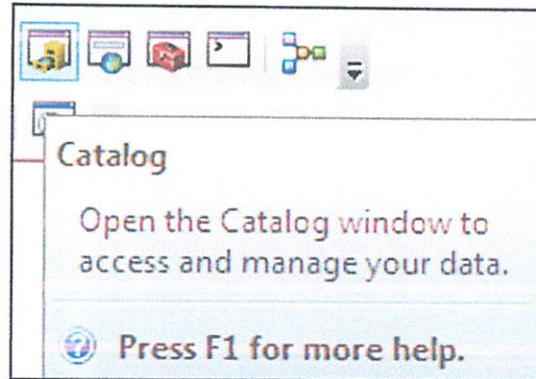 Catalog
Open the Catalog window to
access and manage your data.
Press F1 for more help.